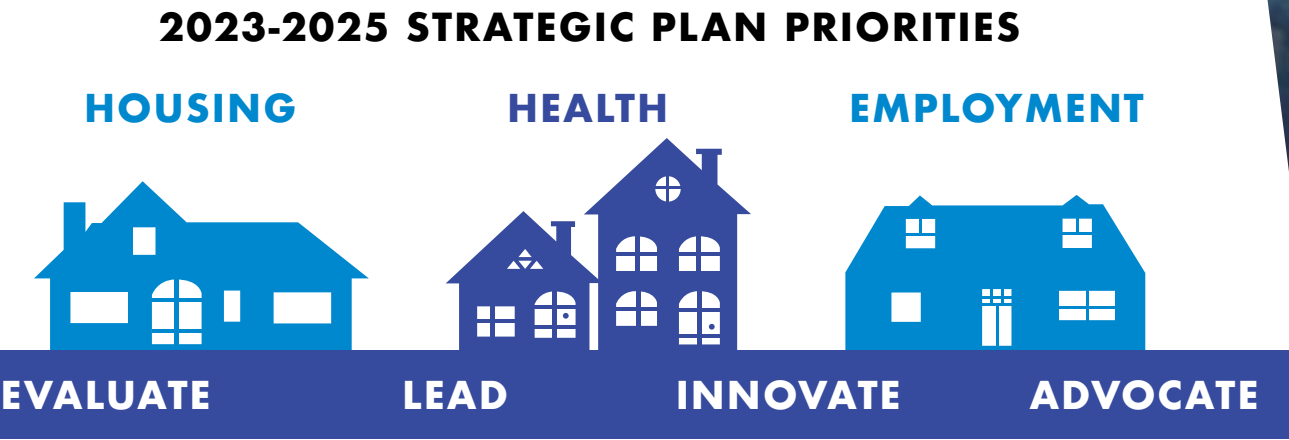 2023-2025 STRATEGIC PLAN PRIORITIES
HOUSING HEALTH EMPLOYMENT
EVALUATE LEAD INNOVATE ADVOCATE